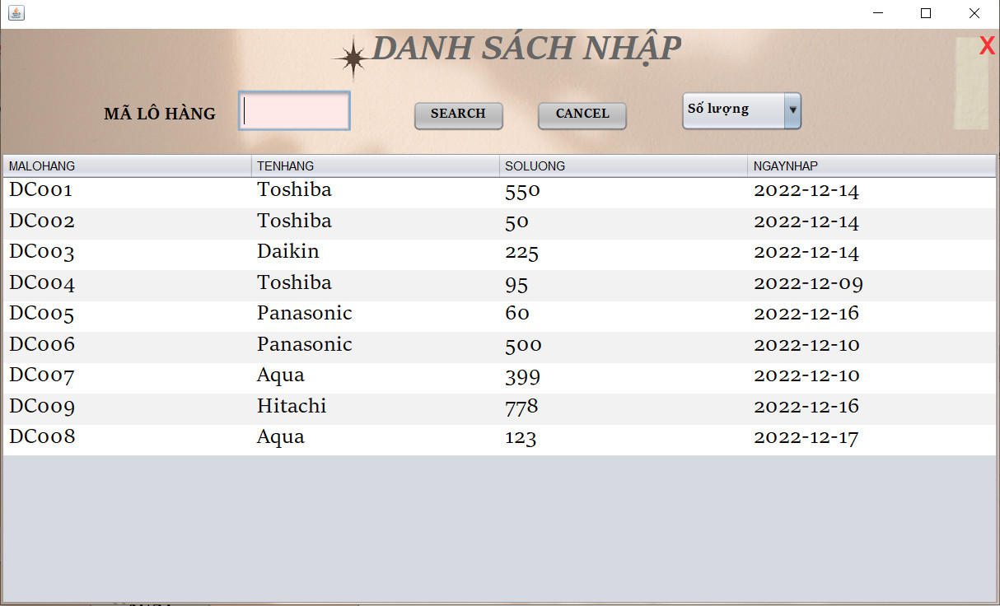 DANH SÁCH NHẬP
X
MÃ LÔ HÀNG SEARCH CANCEL Số lượng
MALOHANG TENHANG SOLUONG NGAYNHAP
DC001 Toshiba 550 2022-12-14
DC002 Toshiba 50 2022-12-14
DC003 Daikin 225 2022-12-14
DC004 Toshiba 95 2022-12-09
DC005 Panasonic 60 2022-12-16
DC006 Panasonic 500 2022-12-10
DC007 Aqua 399 2022-12-10
DC009 Hitachi 778 2022-12-16
DC008 Aqua 123 2022-12-17